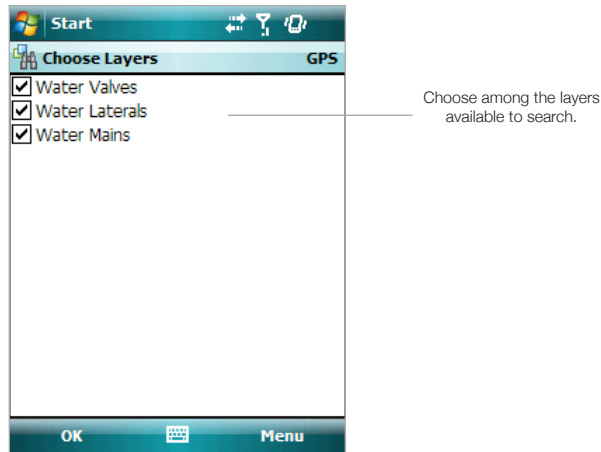 Start
Choose Layers GPS
Water Valves
Water Laterals
Water Mains
Choose among the layers
available to search.
OK Menu